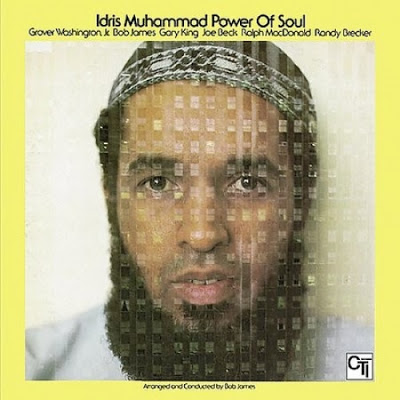 Idris Muhammad Power Of Soul
Grover Washington, Jr. Bob James Gary King Joe Beck Ralph MacDonald Randy Brecker
CTI
Arranged and Conducted by Bob James